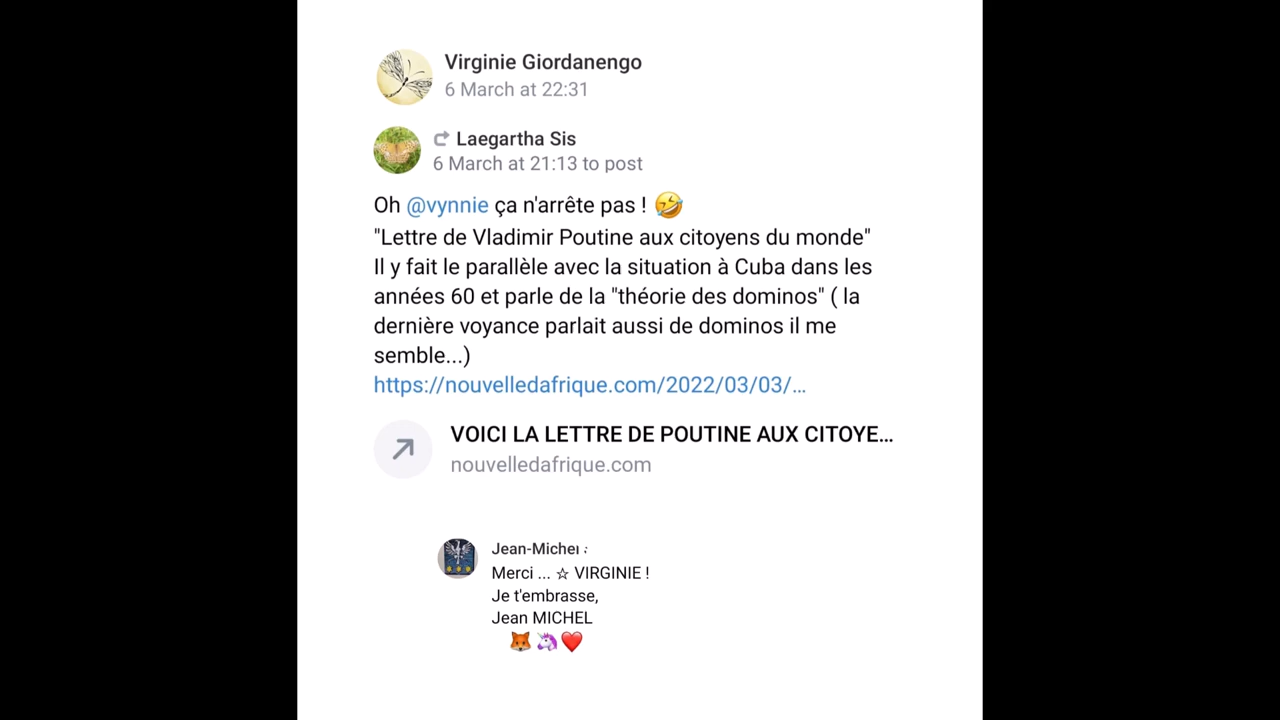 Virginie Giordanengo
6 March at 22:31
Laegartha Sis
6 March at 21:13 to post
Oh @vynnie ça n'arrête pas ! 🤣
"Lettre de Vladimir Poutine aux citoyens du monde"
Il y fait le parallèle avec la situation à Cuba dans les
années 60 et parle de la "théorie des dominos" ( la
dernière voyance parlait aussi de dominos il me
semble...)
https://nouvelledafrique.com/2022/03/03/...
VOICI LA LETTRE DE POUTINE AUX CITOYE...
nouvelledafrique.com
Jean-Michel
Merci ... ☆ VIRGINIE !
Je t'embrasse,
Jean MICHEL
🦊🦄❤️